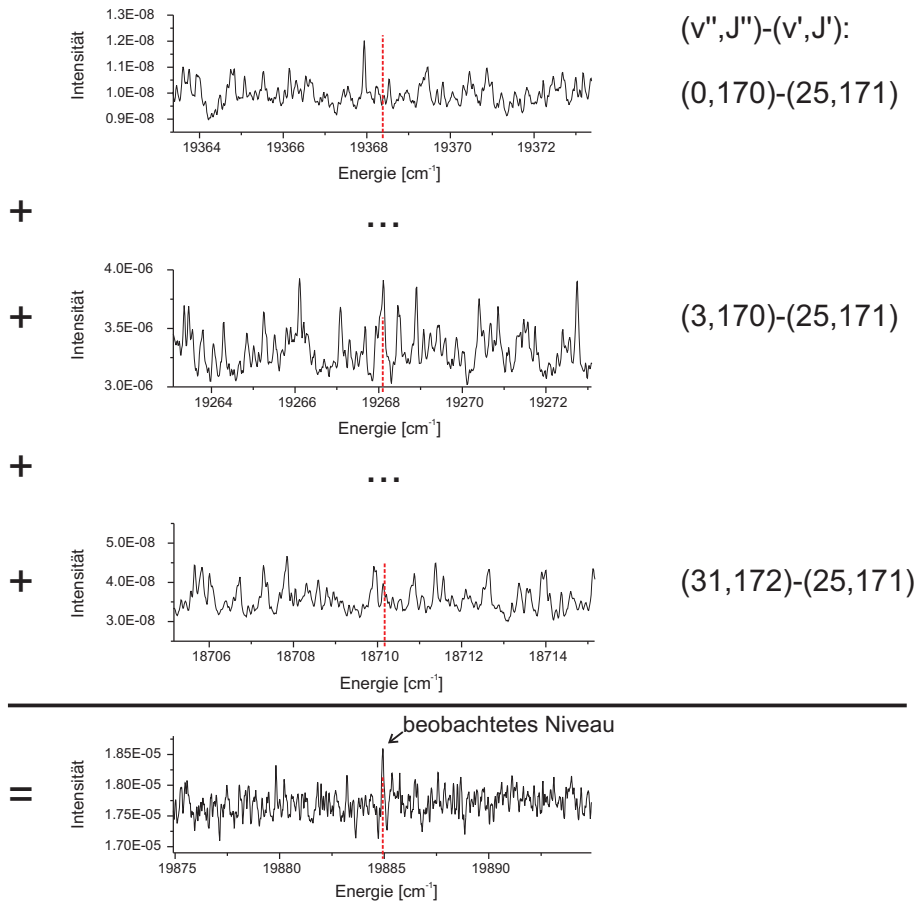 (v'',J'')-(v',J'):
1.3E-08
1.2E-08
1.1E-08
1.0E-08
0.9E-08
Intensität
19364 19366 19368 19370 19372
Energie [cm⁻¹]
(0,170)-(25,171)
+ ...
4.0E-06
3.5E-06
3.0E-06
Intensität
19264 19266 19268 19270 19272
Energie [cm⁻¹]
+ (3,170)-(25,171)
+ ...
5.0E-08
4.0E-08
3.0E-08
Intensität
18706 18708 18710 18712 18714
Energie [cm⁻¹]
+ (31,172)-(25,171)
beobachtetes Niveau
=
1.85E-05
1.80E-05
1.75E-05
1.70E-05
Intensität
19875 19880 19885 19890
Energie [cm⁻¹]